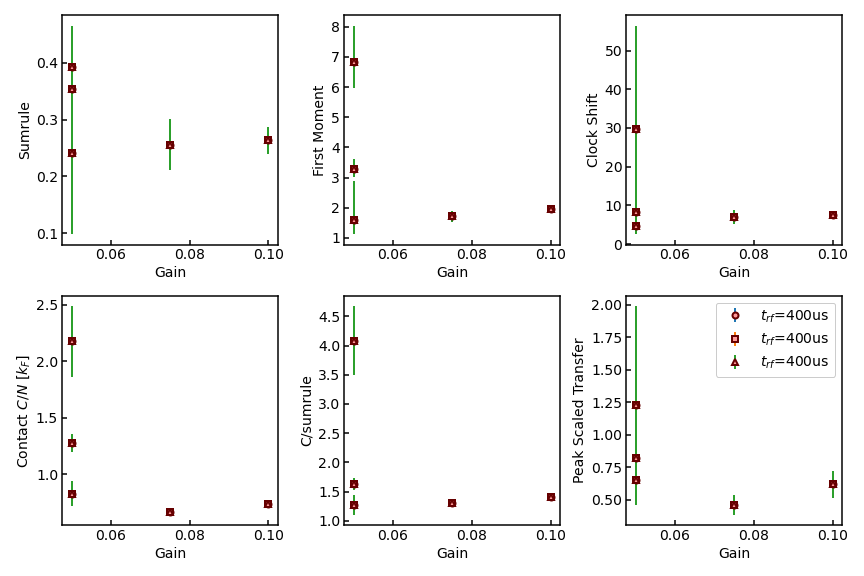 Sumrule
0.4
0.3
0.2
0.1
0.06 0.08 0.10
Gain
First Moment
8
7
6
5
4
3
2
1
0.06 0.08 0.10
Gain
Clock Shift
50
40
30
20
10
0
0.06 0.08 0.10
Gain
Contact C/N [k_F]
2.5
2.0
1.5
1.0
0.06 0.08 0.10
Gain
C/sumrule
4.5
4.0
3.5
3.0
2.5
2.0
1.5
1.0
0.06 0.08 0.10
Gain
Peak Scaled Transfer
2.00
1.75
1.50
1.25
1.00
0.75
0.50
0.06 0.08 0.10
Gain
t_rf=400us
t_rf=400us
t_rf=400us